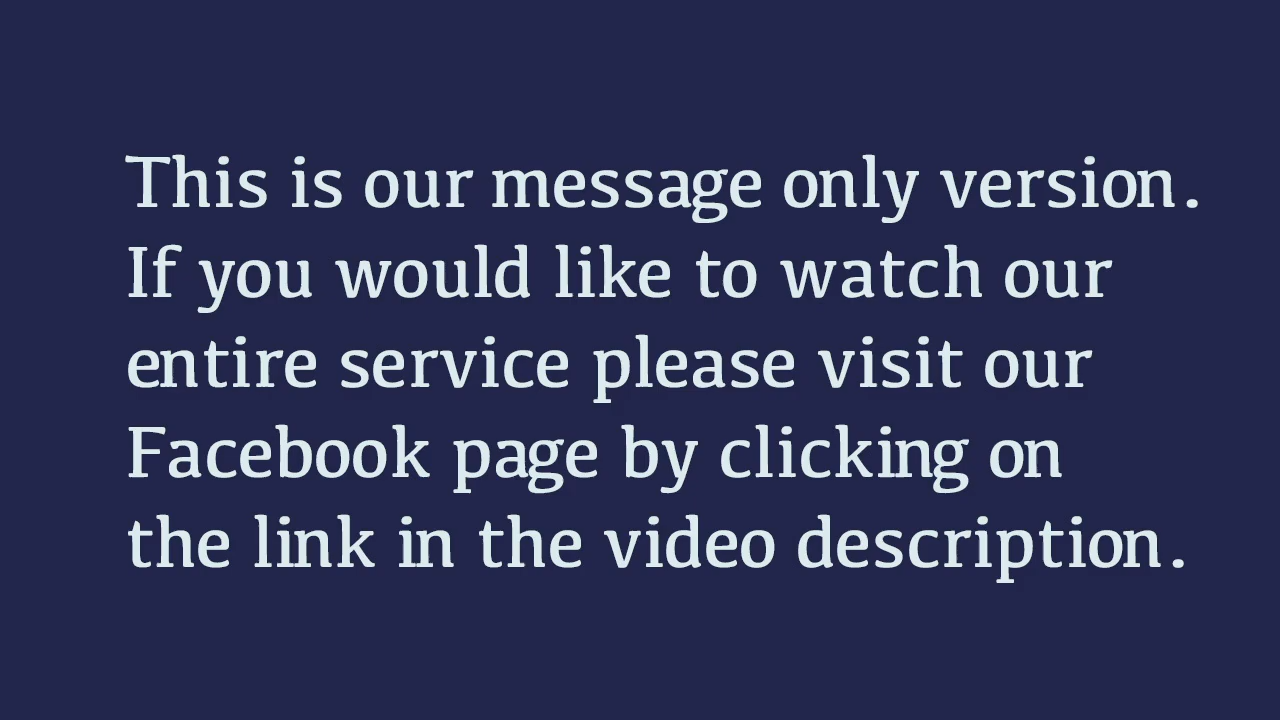 This is our message only version.
If you would like to watch our
entire service please visit our
Facebook page by clicking on
the link in the video description.